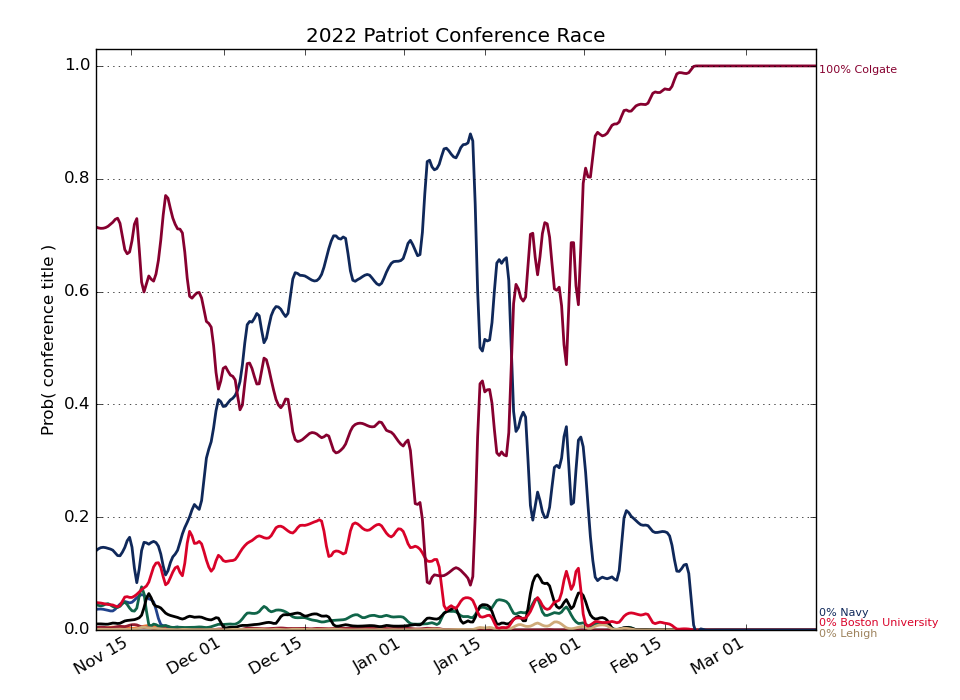 2022 Patriot Conference Race
1.0
0.8
0.6
0.4
0.2
0.0
Prob( conference title )
100% Colgate
0% Navy
0% Boston University
0% Lehigh
Nov 15
Dec 01
Dec 15
Jan 01
Jan 15
Feb 01
Feb 15
Mar 01